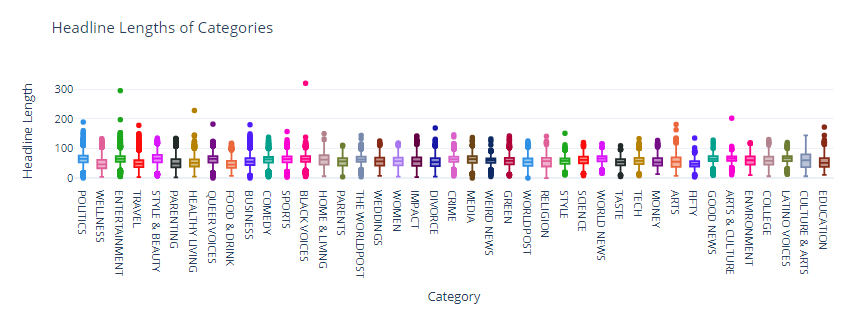 Headline Lengths of Categories
Headline Length
300
200
100
0
POLITICS
WELLNESS
ENTERTAINMENT
TRAVEL
STYLE & BEAUTY
PARENTING
HEALTHY LIVING
QUEER VOICES
FOOD & DRINK
BUSINESS
COMEDY
SPORTS
BLACK VOICES
HOME & LIVING
PARENTS
THE WORLDPOST
WEDDINGS
WOMEN
IMPACT
DIVORCE
CRIME
MEDIA
WEIRD NEWS
GREEN
WORLDPOST
RELIGION
STYLE
SCIENCE
WORLD NEWS
TASTE
TECH
MONEY
ARTS
FIFTY
GOOD NEWS
ARTS & CULTURE
ENVIRONMENT
COLLEGE
LATINO VOICES
CULTURE & ARTS
EDUCATION
Category